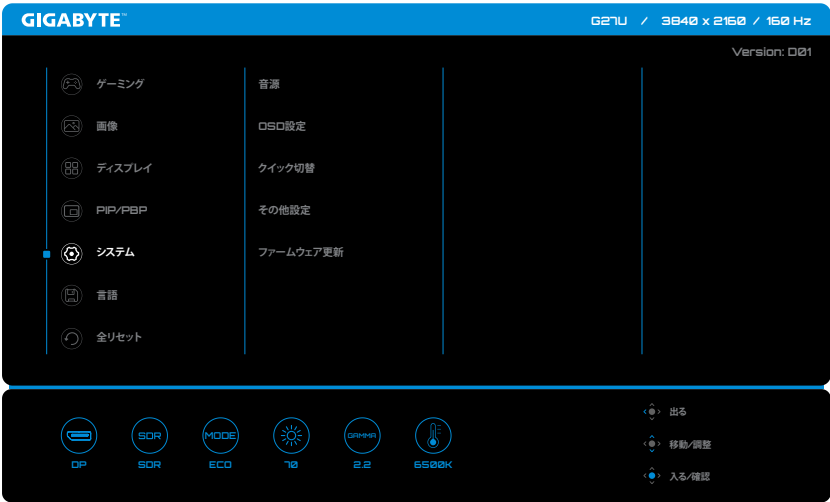 GIGABYTE™
G27U / 3840 x 2160 / 160 Hz
Version: D01
ゲーミング
画像
ディスプレイ
PIP/PBP
システム
言語
全リセット
音源
OSD設定
クイック切替
その他設定
ファームウェア更新
SDR
MODE
GAMMA
DP
SDR
ECO
70
2.2
6500K
出る
移動/調整
入る/確認